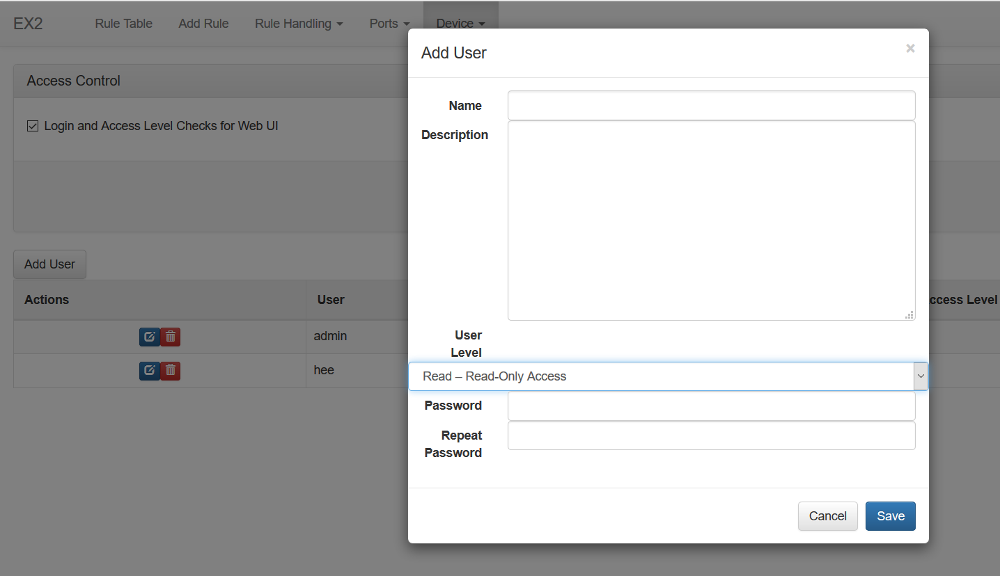 EX2 Rule Table Add Rule Rule Handling Ports Device
Access Control
Login and Access Level Checks for Web UI
Add User
Actions User ccess Level
admin
hee
Add User ×
Name
Description
User
Level
Read – Read-Only Access
Password
Repeat
Password
Cancel Save